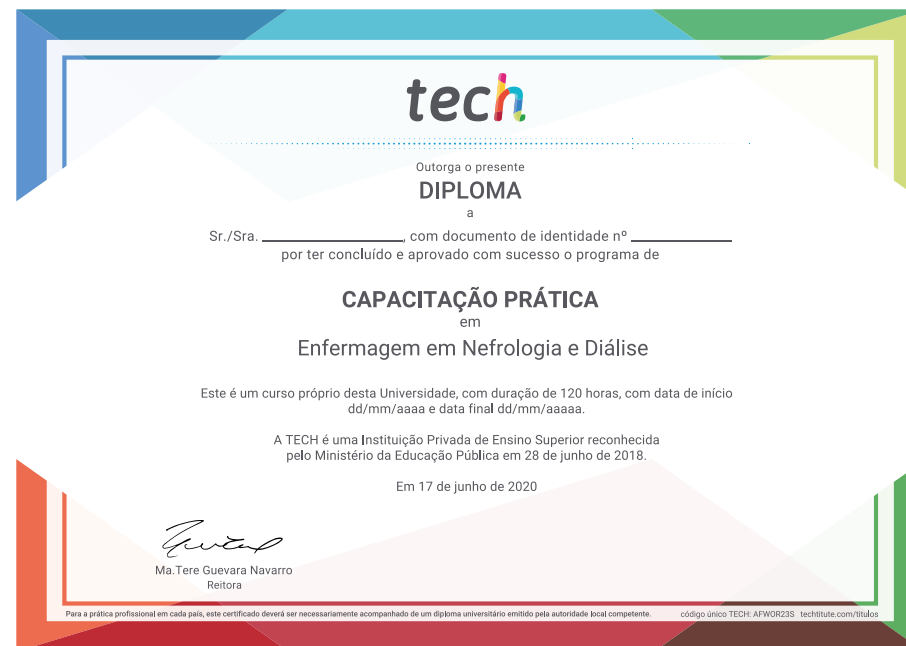 tech
Outorga o presente
DIPLOMA
a
Sr./Sra. ____________________, com documento de identidade nº ______________
por ter concluído e aprovado com sucesso o programa de
CAPACITAÇÃO PRÁTICA
em
Enfermagem em Nefrologia e Diálise
Este é um curso próprio desta Universidade, com duração de 120 horas, com data de início
dd/mm/aaaa e data final dd/mm/aaaaa.
A TECH é uma Instituição Privada de Ensino Superior reconhecida
pelo Ministério da Educação Pública em 28 de junho de 2018.
Em 17 de junho de 2020
Ma.Tere Guevara Navarro
Reitora
Para a prática profissional em cada país, este certificado deverá ser necessariamente acompanhado de um diploma universitário emitido pela autoridade local competente. código único TECH: AFWOR23S techtitute.com/titulos